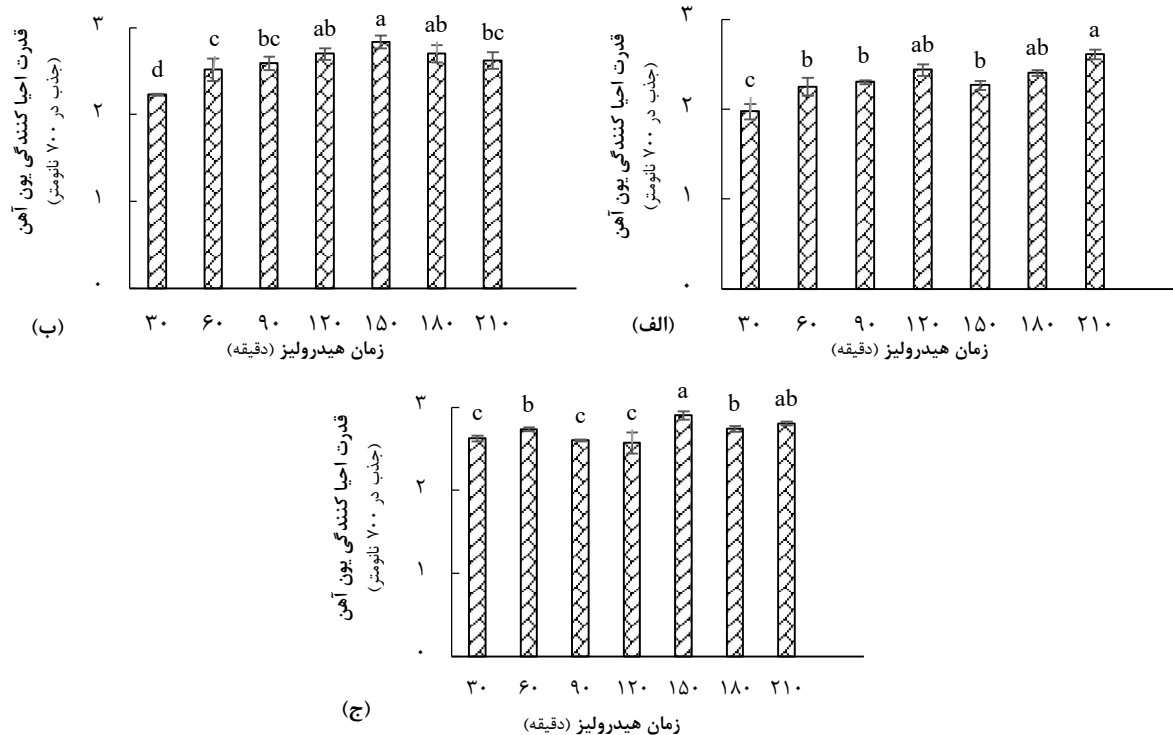 قدرت احیا کنندگی یون آهن
(جذب در ۷۰۰ نانومتر)
۳
۲
۱
۰
c b b ab b ab a
۳۰ ۶۰ ۹۰ ۱۲۰ ۱۵۰ ۱۸۰ ۲۱۰
زمان هیدرولیز (دقیقه)
(الف)
قدرت احیا کنندگی یون آهن
(جذب در ۷۰۰ نانومتر)
۳
۲
۱
۰
d c bc ab a ab bc
۳۰ ۶۰ ۹۰ ۱۲۰ ۱۵۰ ۱۸۰ ۲۱۰
زمان هیدرولیز (دقیقه)
(ب)
قدرت احیا کنندگی یون آهن
(جذب در ۷۰۰ نانومتر)
۳
۲
۱
۰
c b c c a b ab
۳۰ ۶۰ ۹۰ ۱۲۰ ۱۵۰ ۱۸۰ ۲۱۰
زمان هیدرولیز (دقیقه)
(ج)